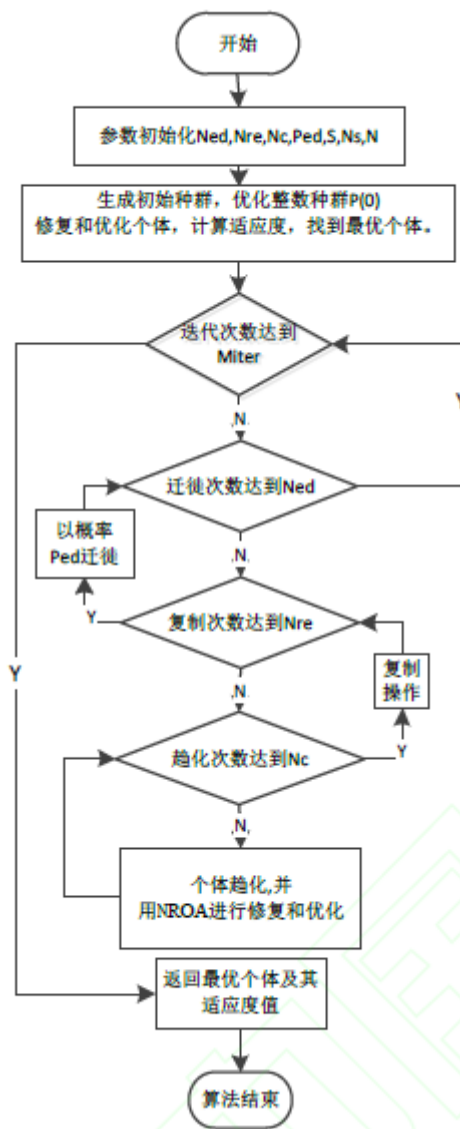 开始
参数初始化Ned,Nre,Nc,Ped,S,Ns,N
生成初始种群，优化整数种群P(0)
修复和优化个体，计算适应度，找到最优个体。
迭代次数达到
Miter
,N.
Y
迁徙次数达到Ned
以概率
Ped迁徙
,N.
Y
复制次数达到Nre
复制
操作
Y
,N.
趋化次数达到Nc
Y
,N,
个体趋化,并
用NROA进行修复和优化
返回最优个体及其
适应度值
算法结束